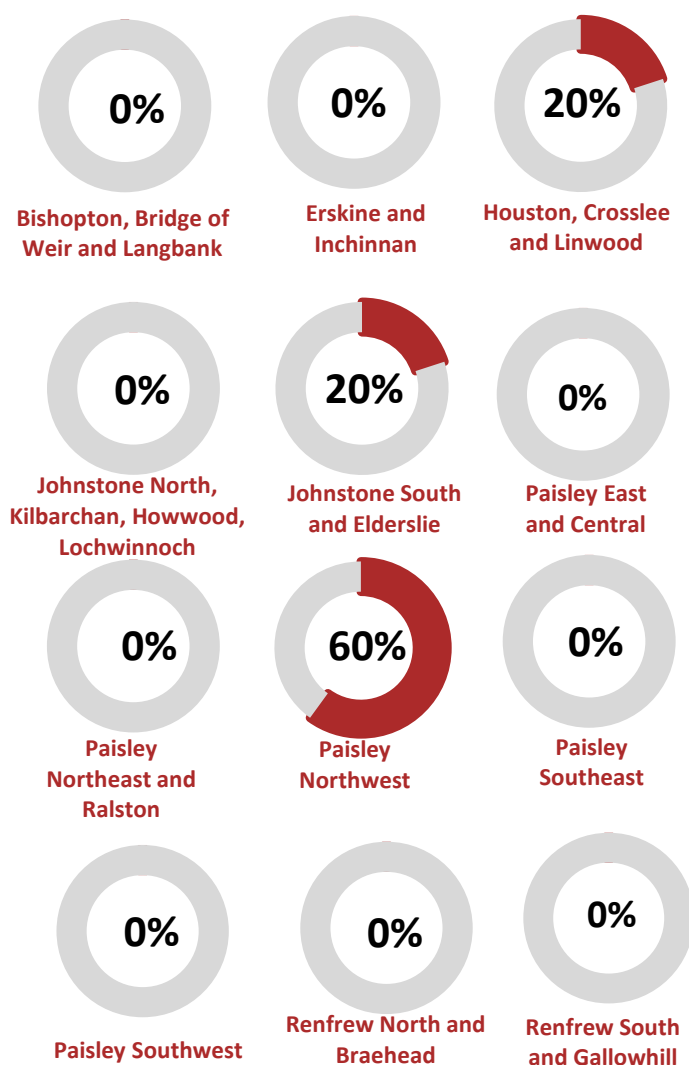 0%
0%
20%
Bishopton, Bridge of
Weir and Langbank
Erskine and
Inchinnan
Houston, Crosslee
and Linwood
0%
20%
0%
Johnstone North,
Kilbarchan, Howwood,
Lochwinnoch
Johnstone South
and Elderslie
Paisley East
and Central
0%
60%
0%
Paisley
Northeast and
Ralston
Paisley
Northwest
Paisley
Southeast
0%
0%
0%
Paisley Southwest
Renfrew North and
Braehead
Renfrew South
and Gallowhill